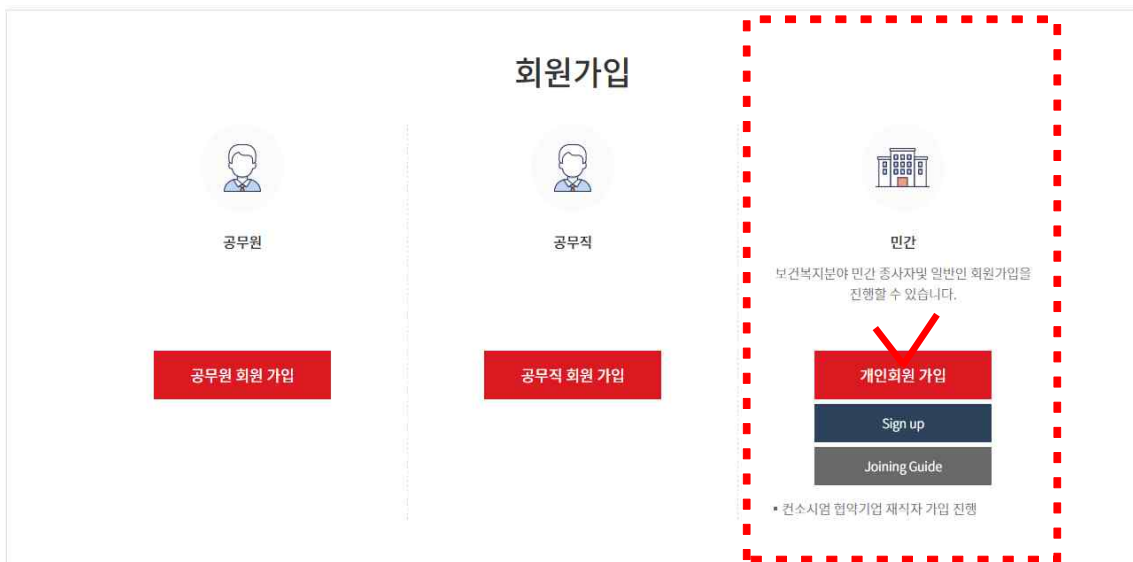 회원가입
공무원
공무원 회원 가입
공무직
공무직 회원 가입
민간
보건복지분야 민간 종사자및 일반인 회원가입을
진행할 수 있습니다.
개인회원 가입
Sign up
Joining Guide
▪ 컨소시엄 협약기업 재직자 가입 진행